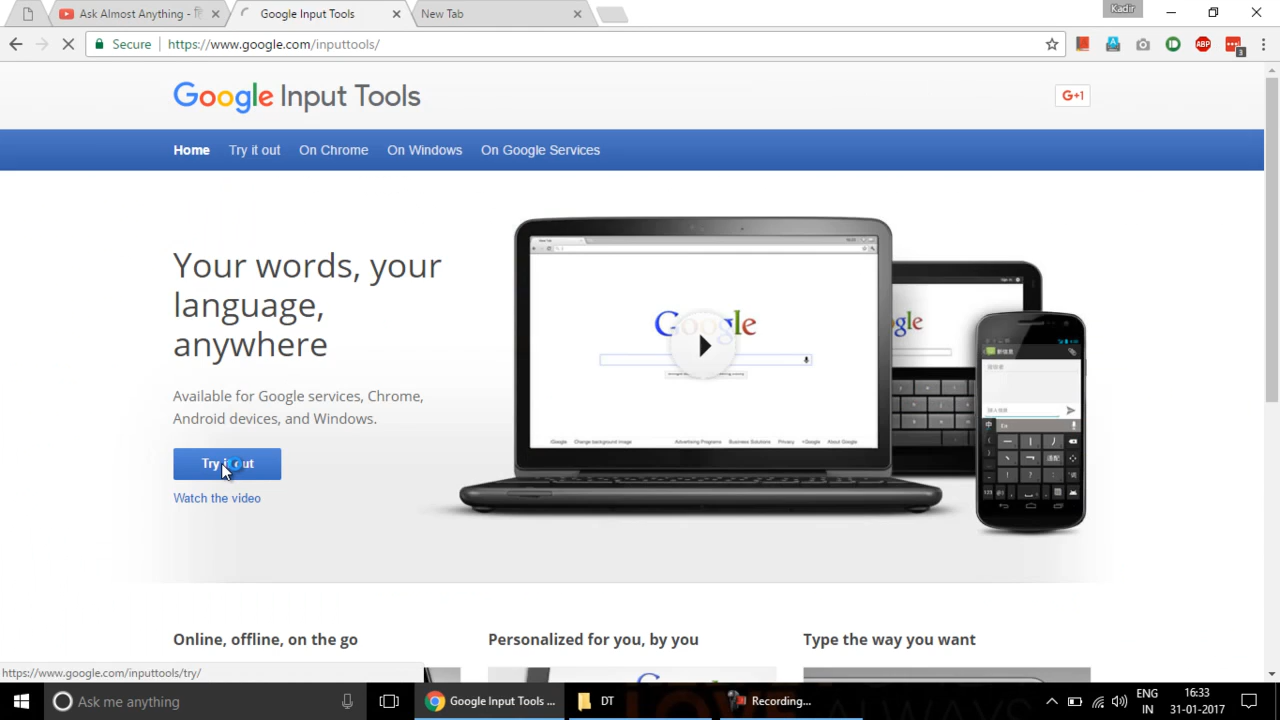 Ask Almost Anything -
Google Input Tools
New Tab
Kadir
Secure
https://www.google.com/inputtools/
ABP
3
Google Input Tools
G+1
Home
Try it out
On Chrome
On Windows
On Google Services
Your words, your
language,
anywhere
Available for Google services, Chrome,
Android devices, and Windows.
Try it out
Watch the video
Google
Online, offline, on the go
Personalized for you, by you
Type the way you want
https://www.google.com/inputtools/try/
Ask me anything
Google Input Tools ...
DT
Recording...
ENG
IN
16:33
31-01-2017